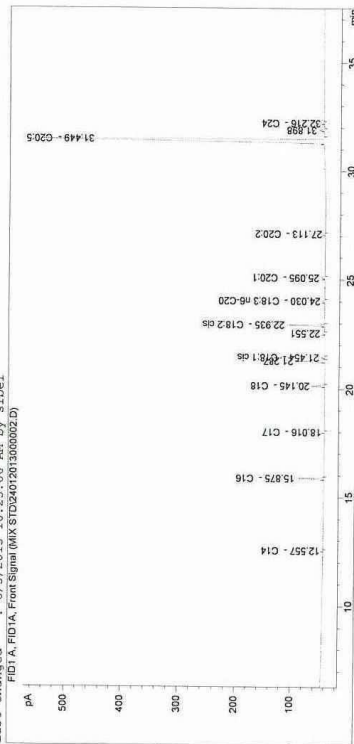 FID1 A, FID1A, Front Signal (MIX STD\240120130000002.D)
pA
500
400
300
200
100
12.557 - C14
15.875 - C16
18.016 - C17
20.145 - C18
21.287
21.454 - C18:1 cis
22.551
22.935 - C18:2 cis
24.030 - C18:3 n6-C20
25.095 - C20:1
27.113 - C20:2
31.449 - C20:5
31.898
32.216 - C24
10
15
20
25
30
35
min